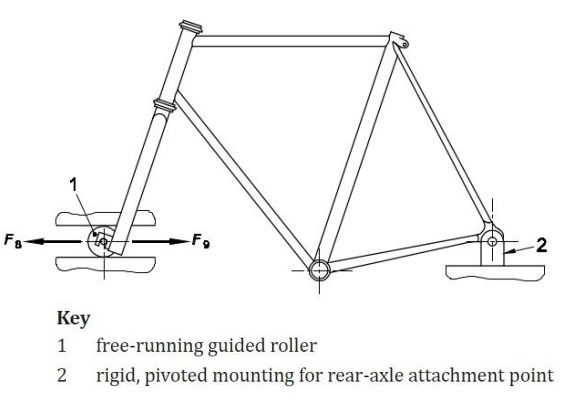 1
F₈ F₉
2
Key
1 free-running guided roller
2 rigid, pivoted mounting for rear-axle attachment point